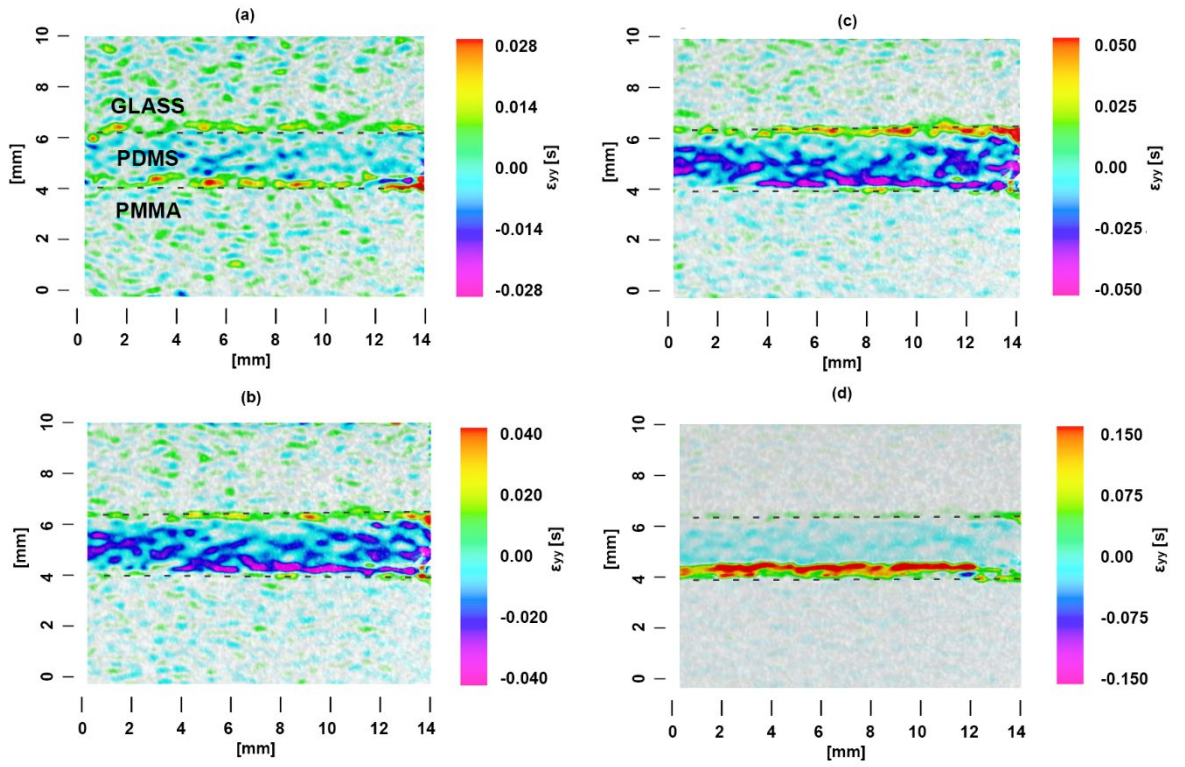 (a)
10
8
6
4
2
0
[mm]
GLASS
PDMS
PMMA
0 2 4 6 8 10 12 14
[mm]
0.028
0.014
0.00
-0.014
-0.028
εyy [s]
(c)
10
8
6
4
2
0
[mm]
0 2 4 6 8 10 12 14
[mm]
0.050
0.025
0.00
-0.025
-0.050
εyy [s]
(b)
10
8
6
4
2
0
[mm]
0 2 4 6 8 10 12 14
[mm]
0.040
0.020
0.00
-0.020
-0.040
εyy [s]
(d)
10
8
6
4
2
0
[mm]
0 2 4 6 8 10 12 14
[mm]
0.150
0.075
0.00
-0.075
-0.150
εyy [s]